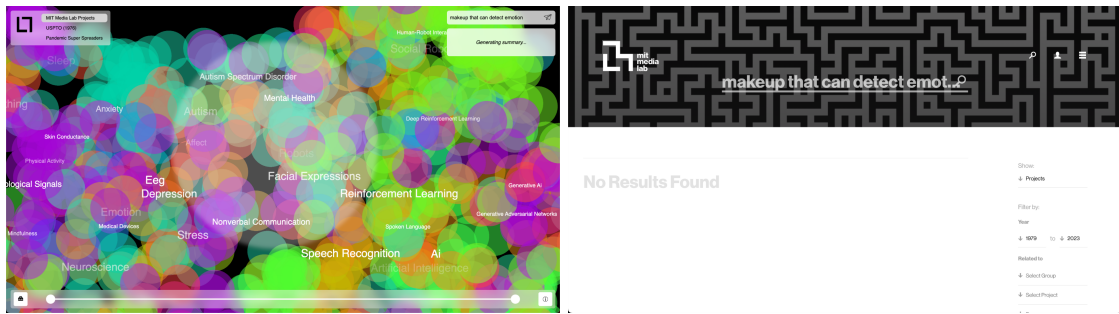 MIT Media Lab Projects
USPTO (1979)
Pandemic Super Spreaders
makeup that can detect emotion
Generating summary...
Human-Robot Intera
Social Rob
Sleep
Autism Spectrum Disorder
Mental Health
hing
Anxiety
Autism
Deep Reinforcement Learning
Skin Conductance
Affect
Physical Activity
ological Signals
Eeg
Facial Expressions
Generative Ai
Depression
Reinforcement Learning
Emotion
Generative Adversarial Networks
Nonverbal Communication
Medical Devices
Spoken Language
Mindfulness
Stress
Speech Recognition
Ai
Neuroscience
Artificial Intelligence
mit
media
lab
makeup that can detect emot...
No Results Found
Show:
Projects
Filter by:
Year
1979 to 2023
Related to
Select Group
Select Project